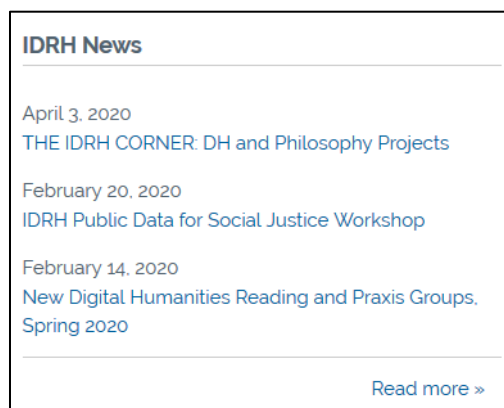 IDRH News
April 3, 2020
THE IDRH CORNER: DH and Philosophy Projects
February 20, 2020
IDRH Public Data for Social Justice Workshop
February 14, 2020
New Digital Humanities Reading and Praxis Groups,
Spring 2020
Read more »